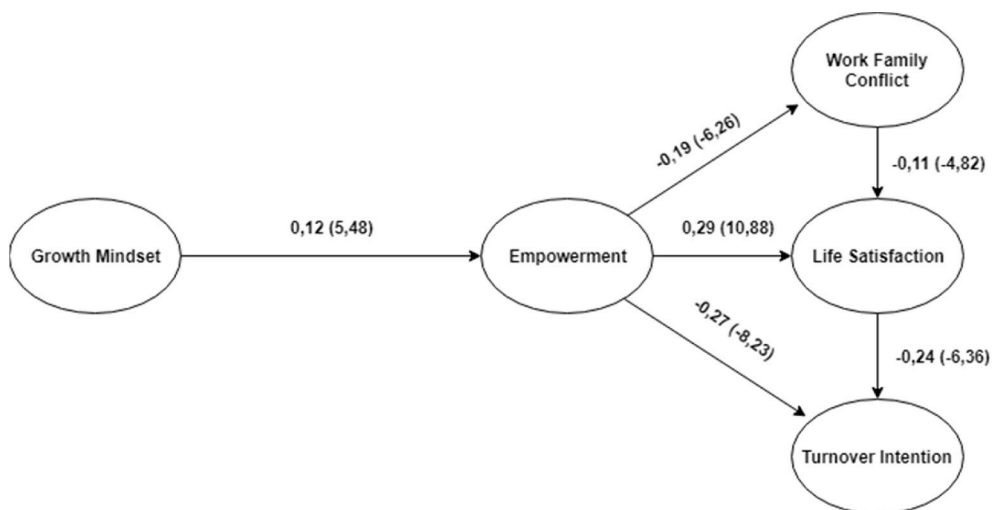 Work Family
Conflict
-0,19 (-6,26)
-0,11 (-4,82)
0,12 (5,48)
0,29 (10,88)
Growth Mindset
Empowerment
Life Satisfaction
-0,27 (-8,23)
-0,24 (-6,36)
Turnover Intention